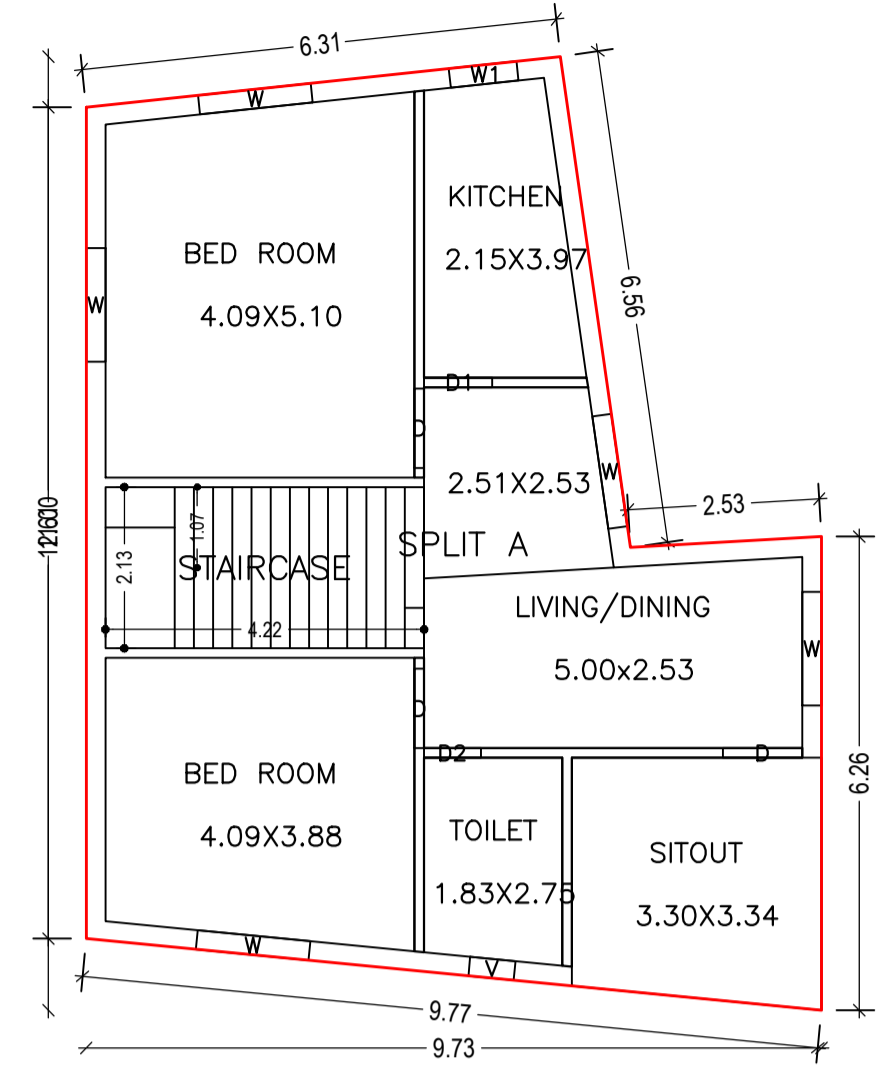 6.31
W
W1
KITCHEN
2.15X3.97
BED ROOM
4.09X5.10
W
6.56
D1
D
2.51X2.53
W
2.53
1.07
2.13
STAIRCASE
SPLIT A
4.22
LIVING/DINING
5.00x2.53
W
D
D2
D
6.26
BED ROOM
4.09X3.88
TOILET
1.83X2.75
SITOUT
3.30X3.34
W
V
9.77
9.73